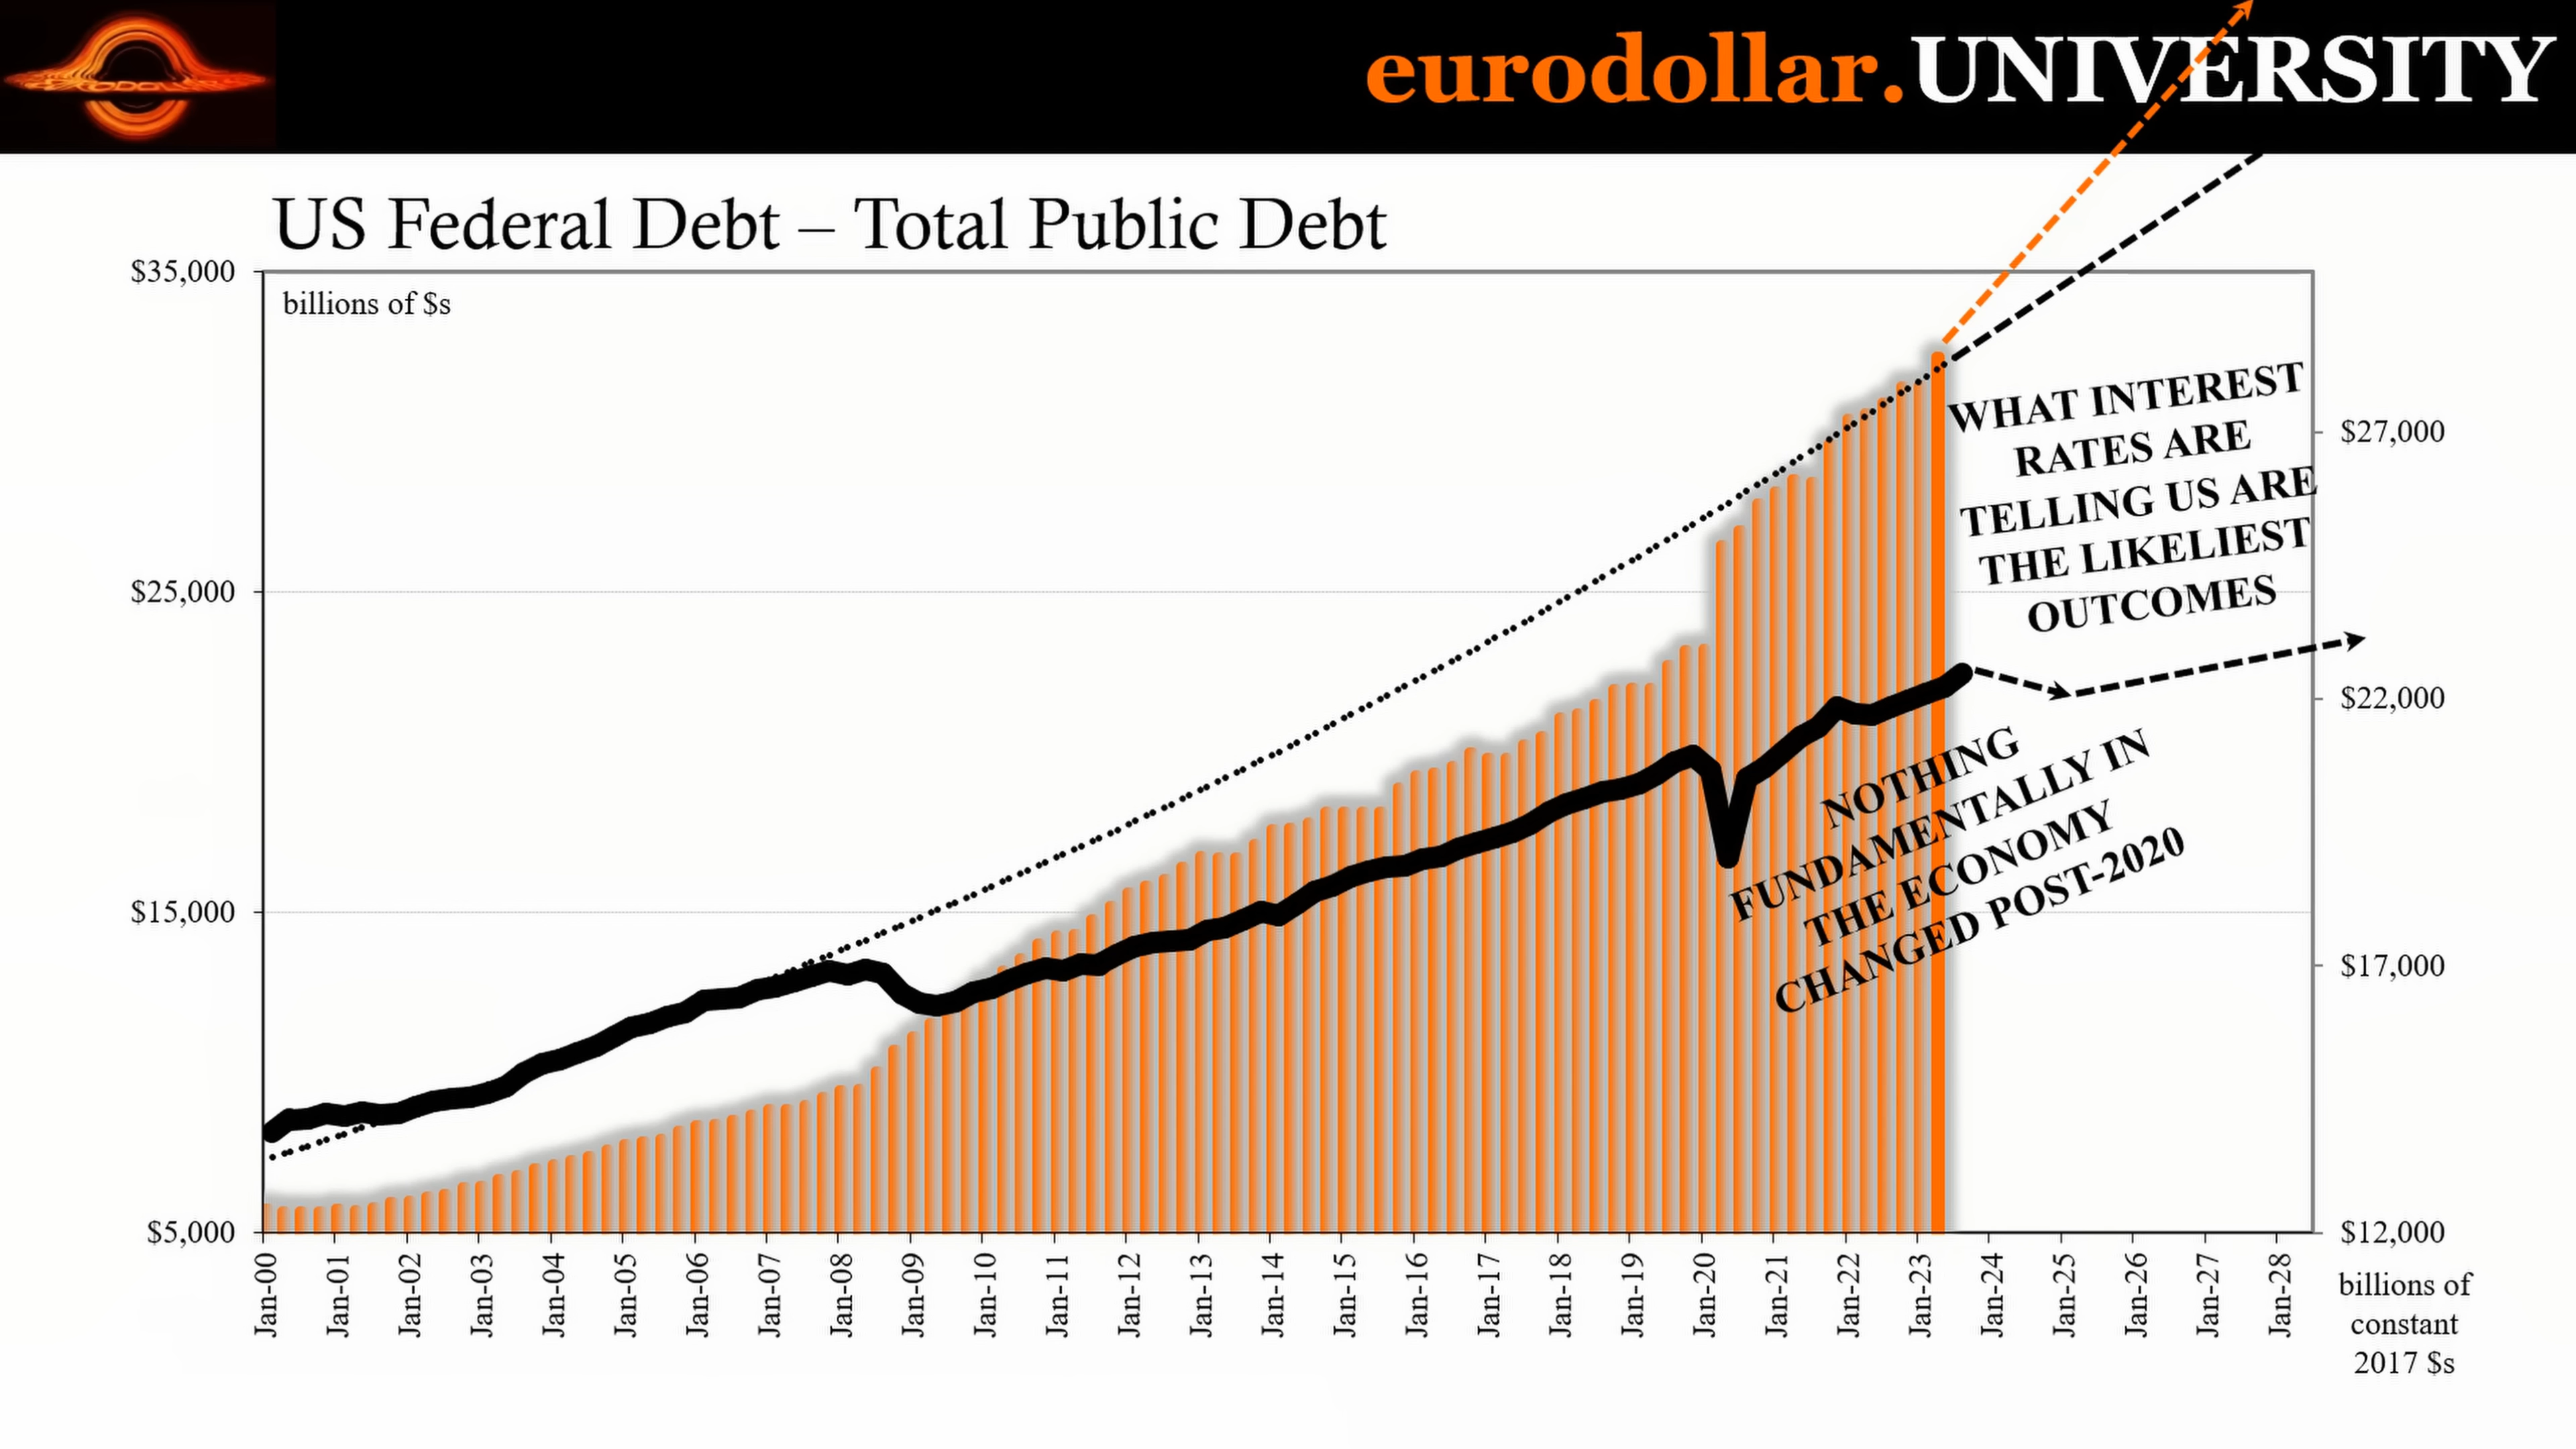 eurodollar.UNIVERSITY
US Federal Debt – Total Public Debt
$35,000
billions of $s
$25,000
$15,000
$5,000
$27,000
$22,000
$17,000
$12,000
billions of
constant
2017 $s
WHAT INTEREST
RATES ARE
TELLING US ARE
THE LIKELIEST
OUTCOMES
NOTHING
FUNDAMENTALLY IN
THE ECONOMY
CHANGED POST-2020
Jan-00
Jan-01
Jan-02
Jan-03
Jan-04
Jan-05
Jan-06
Jan-07
Jan-08
Jan-09
Jan-10
Jan-11
Jan-12
Jan-13
Jan-14
Jan-15
Jan-16
Jan-17
Jan-18
Jan-19
Jan-20
Jan-21
Jan-22
Jan-23
Jan-24
Jan-25
Jan-26
Jan-27
Jan-28